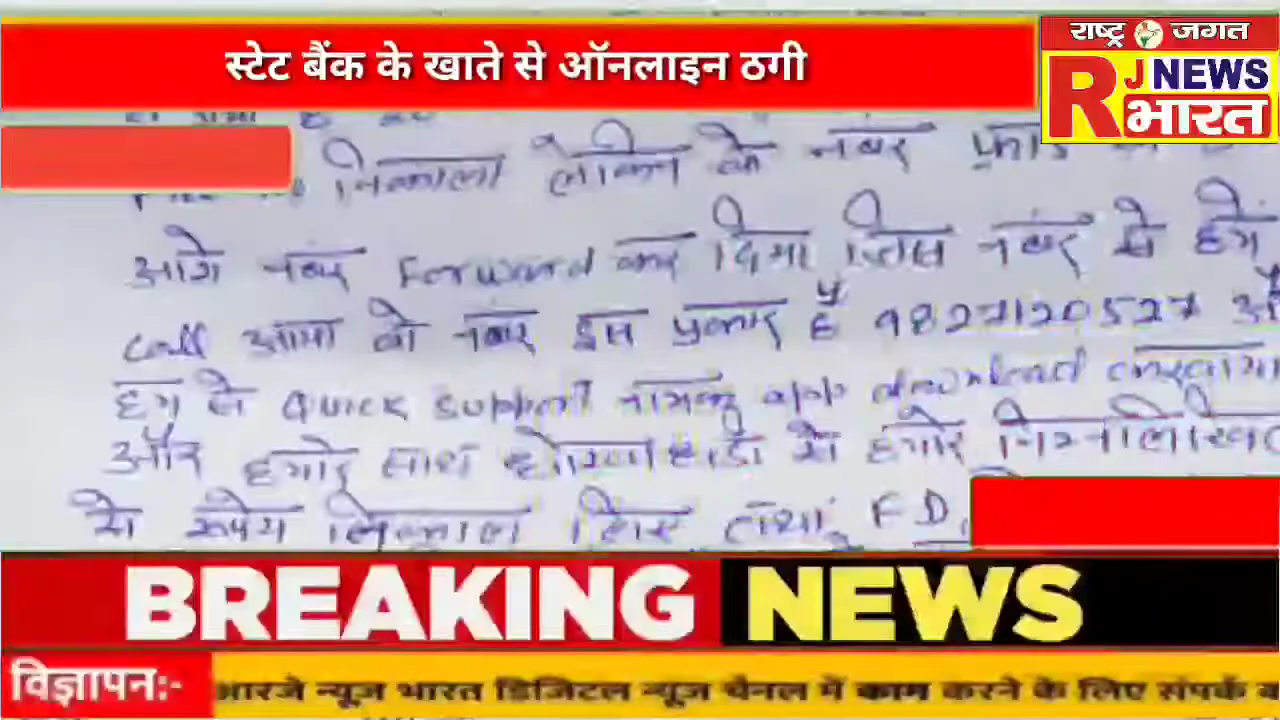 स्टेट बैंक के खाते से ऑनलाइन ठगी
राष्ट्र जगत
RJ NEWS
भारत
निकाला लेकिन वो नंबर फ्राड
आगे नंबर Forward कर दिया जिस नंबर से हमें
call आया वो नंबर इस प्रकार है 9827120527
हम से Quick support नामक app download करवाया
और हमारे साथ धोखाधडी से हमारे निम्नलिखित
से रूपये निकाल लिए तथा FD,
BREAKING NEWS
विज्ञापन:- आरजे न्यूज भारत डिजिटल न्यूज चैनल में काम करने के लिए संपर्क